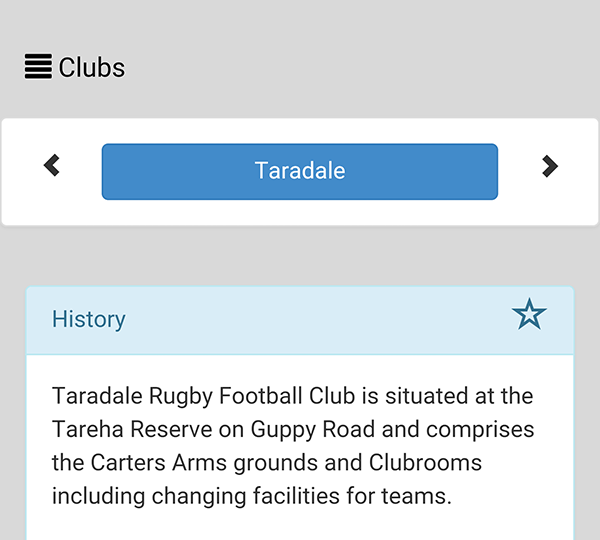 Clubs
Taradale
History
Taradale Rugby Football Club is situated at the
Tareha Reserve on Guppy Road and comprises
the Carters Arms grounds and Clubrooms
including changing facilities for teams.